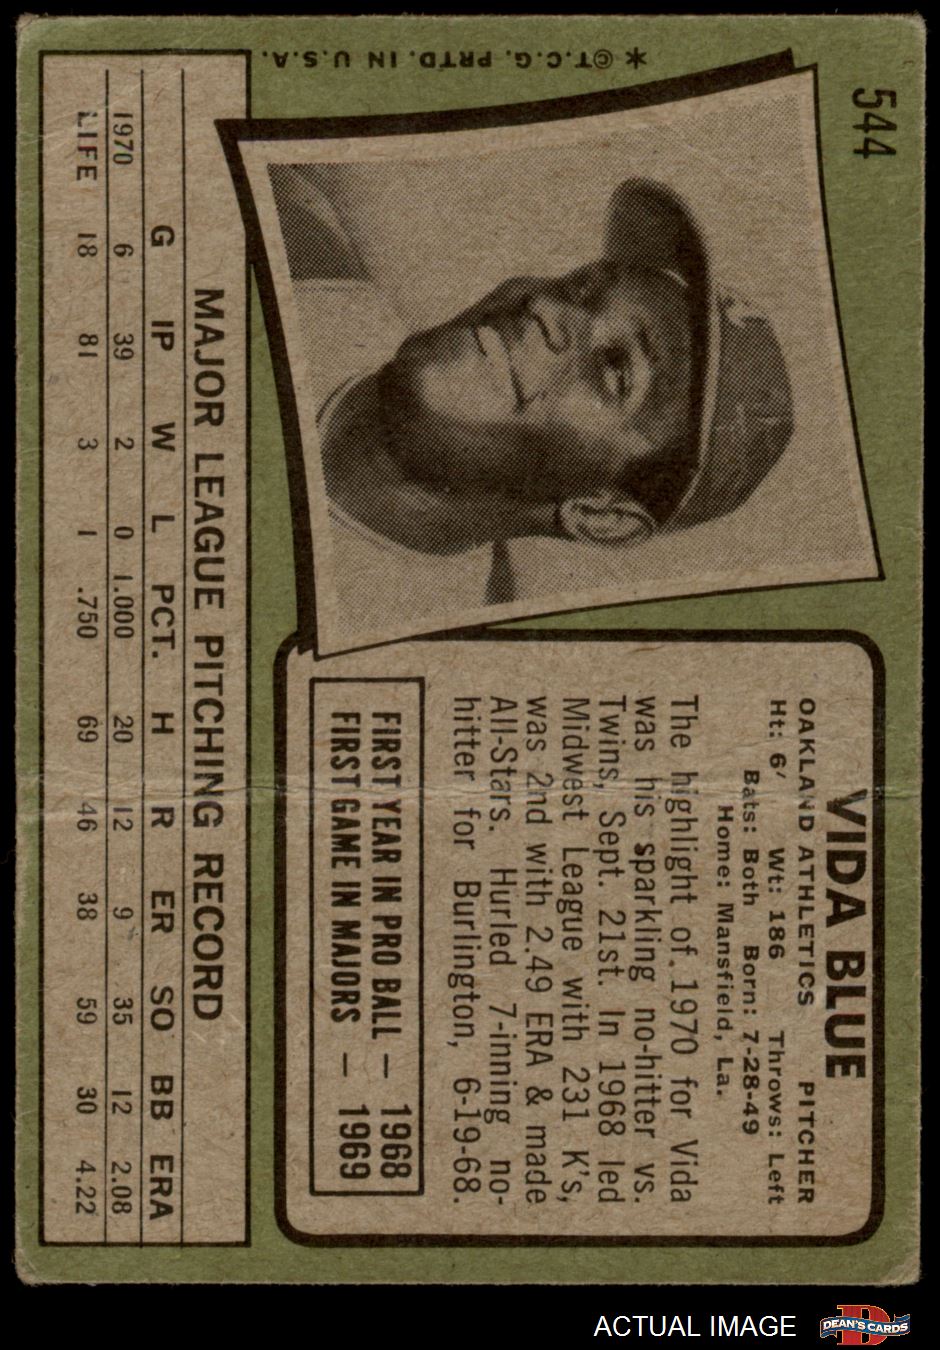 544
VIDA BLUE
OAKLAND ATHLETICS PITCHER
Ht: 6' Wt: 186 Throws: Left
Bats: Both Born: 7-28-49
Home: Mansfield, La.
The highlight of 1970 for Vida
was his sparkling no-hitter vs.
Twins, Sept. 21st. In 1968 led
Midwest League with 231 K's,
was 2nd with 2.49 ERA & made
All-Stars. Hurled 7-inning no-
hitter for Burlington, 6-19-68.
FIRST YEAR IN PRO BALL — 1968
FIRST GAME IN MAJORS — 1969
MAJOR LEAGUE PITCHING RECORD
G IP W L PCT. H R ER SO BB ERA
1970 6 39 2 0 1.000 20 12 9 35 12 2.08
LIFE 18 81 3 1 .750 69 46 38 59 30 4.22
* © T.C.G. PRTD. IN U.S.A.
ACTUAL IMAGE
D
DEAN'S CARDS